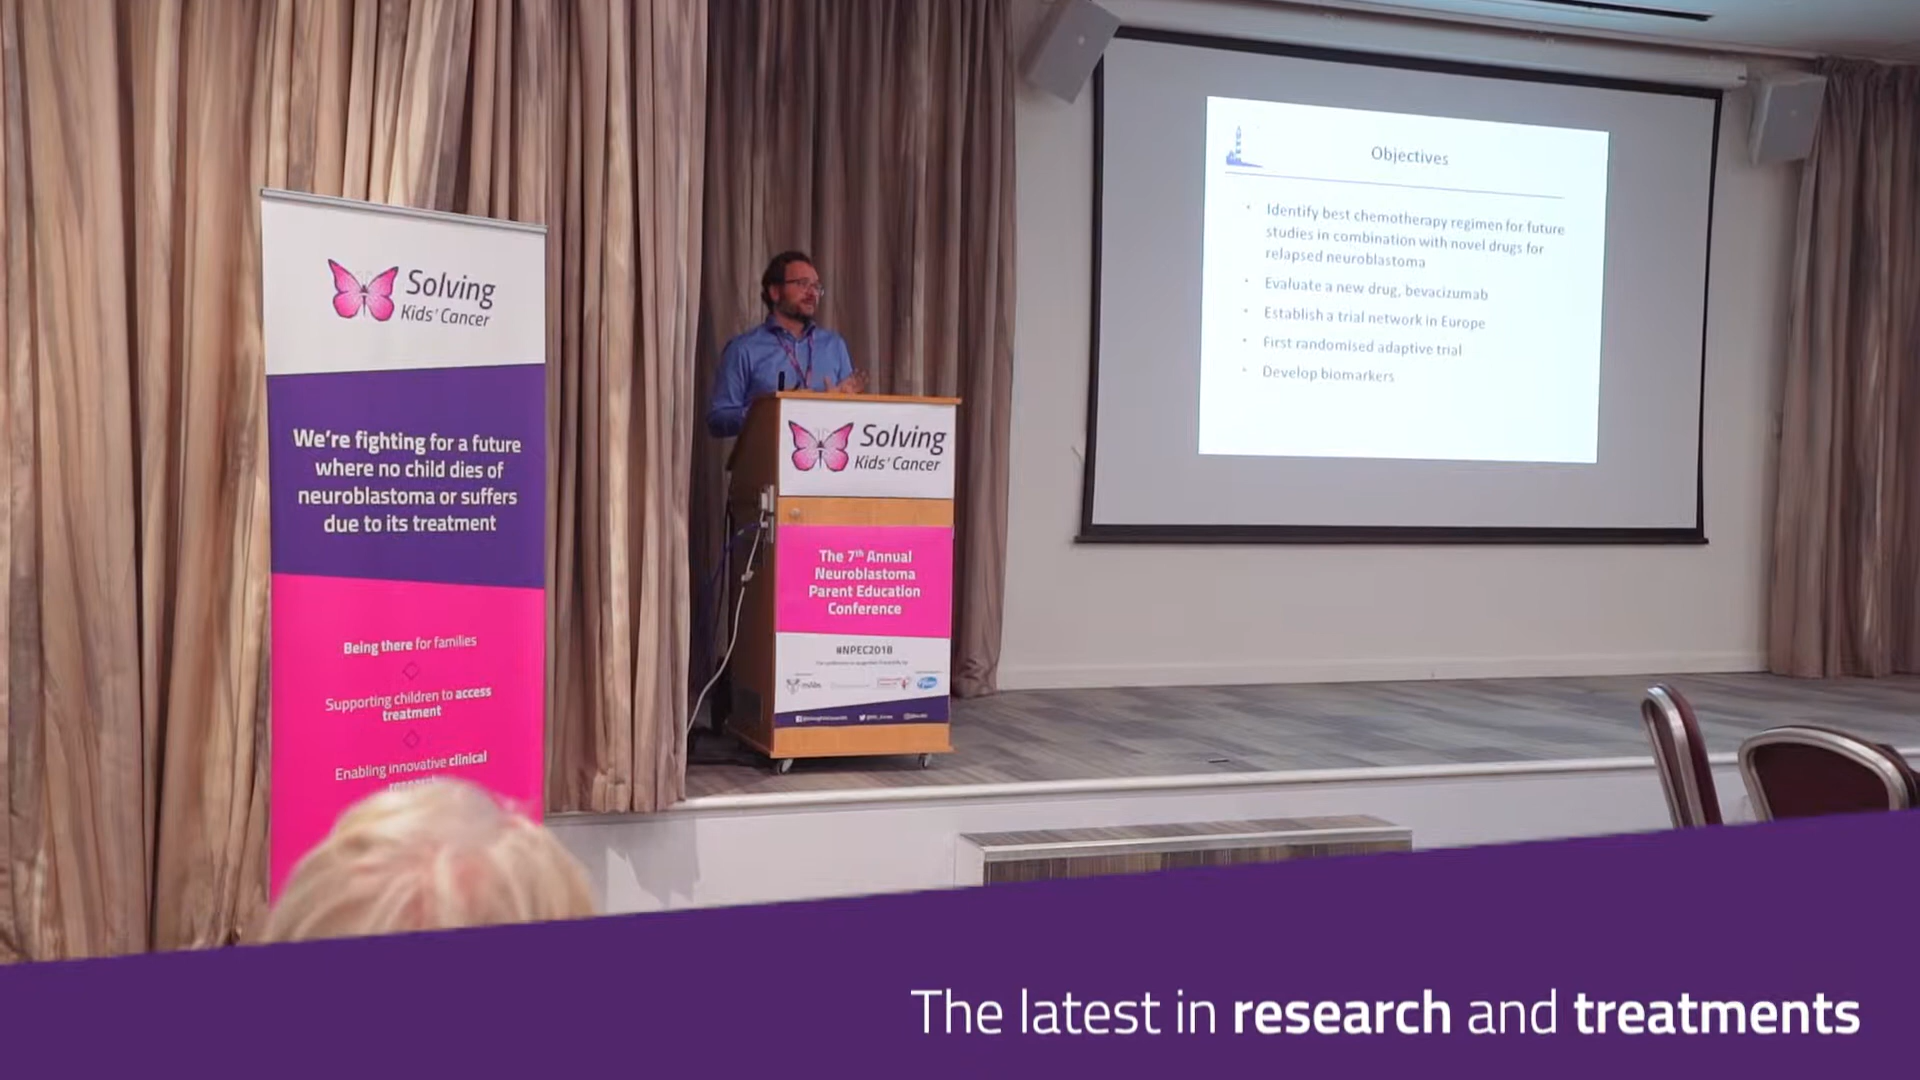 Solving
Kids' Cancer
We're fighting for a future
where no child dies of
neuroblastoma or suffers
due to its treatment
Being there for families
Supporting children to access
treatment
Enabling innovative clinical
Solving
Kids' Cancer
The 7th Annual
Neuroblastoma
Parent Education
Conference
#NPEC2018
Pfizer
Objectives
• Identify best chemotherapy regimen for future
studies in combination with novel drugs for
relapsed neuroblastoma
• Evaluate a new drug, bevacizumab
• Establish a trial network in Europe
• First randomised adaptive trial
• Develop biomarkers
The latest in research and treatments